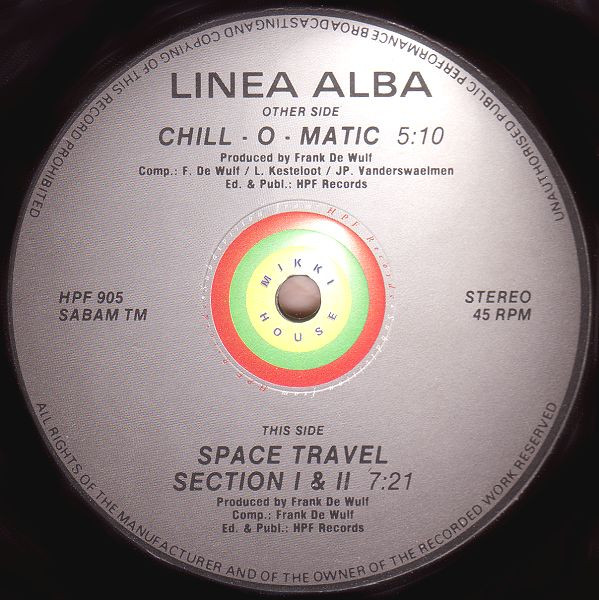 UNAUTHORISED PUBLIC PERFORMANCE BROADCASTING AND COPYING OF THIS RECORD PROHIBITED
LINEA ALBA
OTHER SIDE
CHILL - O - MATIC 5:10
Produced by Frank De Wulf
Comp.: F. De Wulf / L. Kesteloot / JP. Vanderswaelmen
Ed. & Publ.: HPF Records
HPF Records
MIKKI
HOUSE
HPF 905
SABAM TM
STEREO
45 RPM
THIS SIDE
SPACE TRAVEL
SECTION I & II 7:21
Produced by Frank De Wulf
Comp.: Frank De Wulf
Ed. & Publ.: HPF Records
ALL RIGHTS OF THE MANUFACTURER AND OF THE OWNER OF THE RECORDED WORK RESERVED